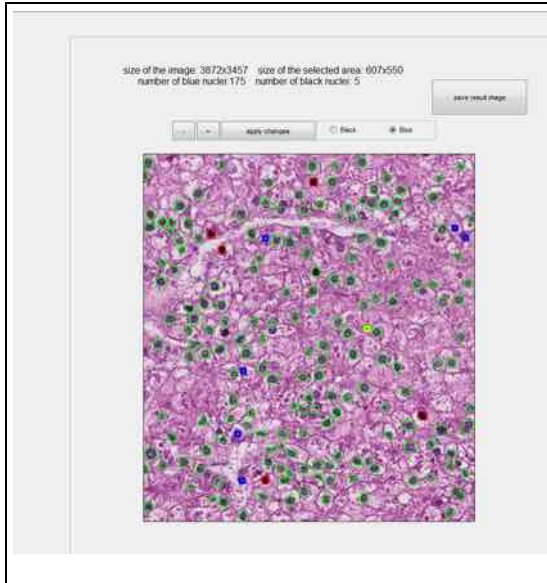 size of the image: 3872x3457 size of the selected area: 607x550
number of blue nuclei 175 number of black nuclei: 5
save result image
- + apply changes Black Blue